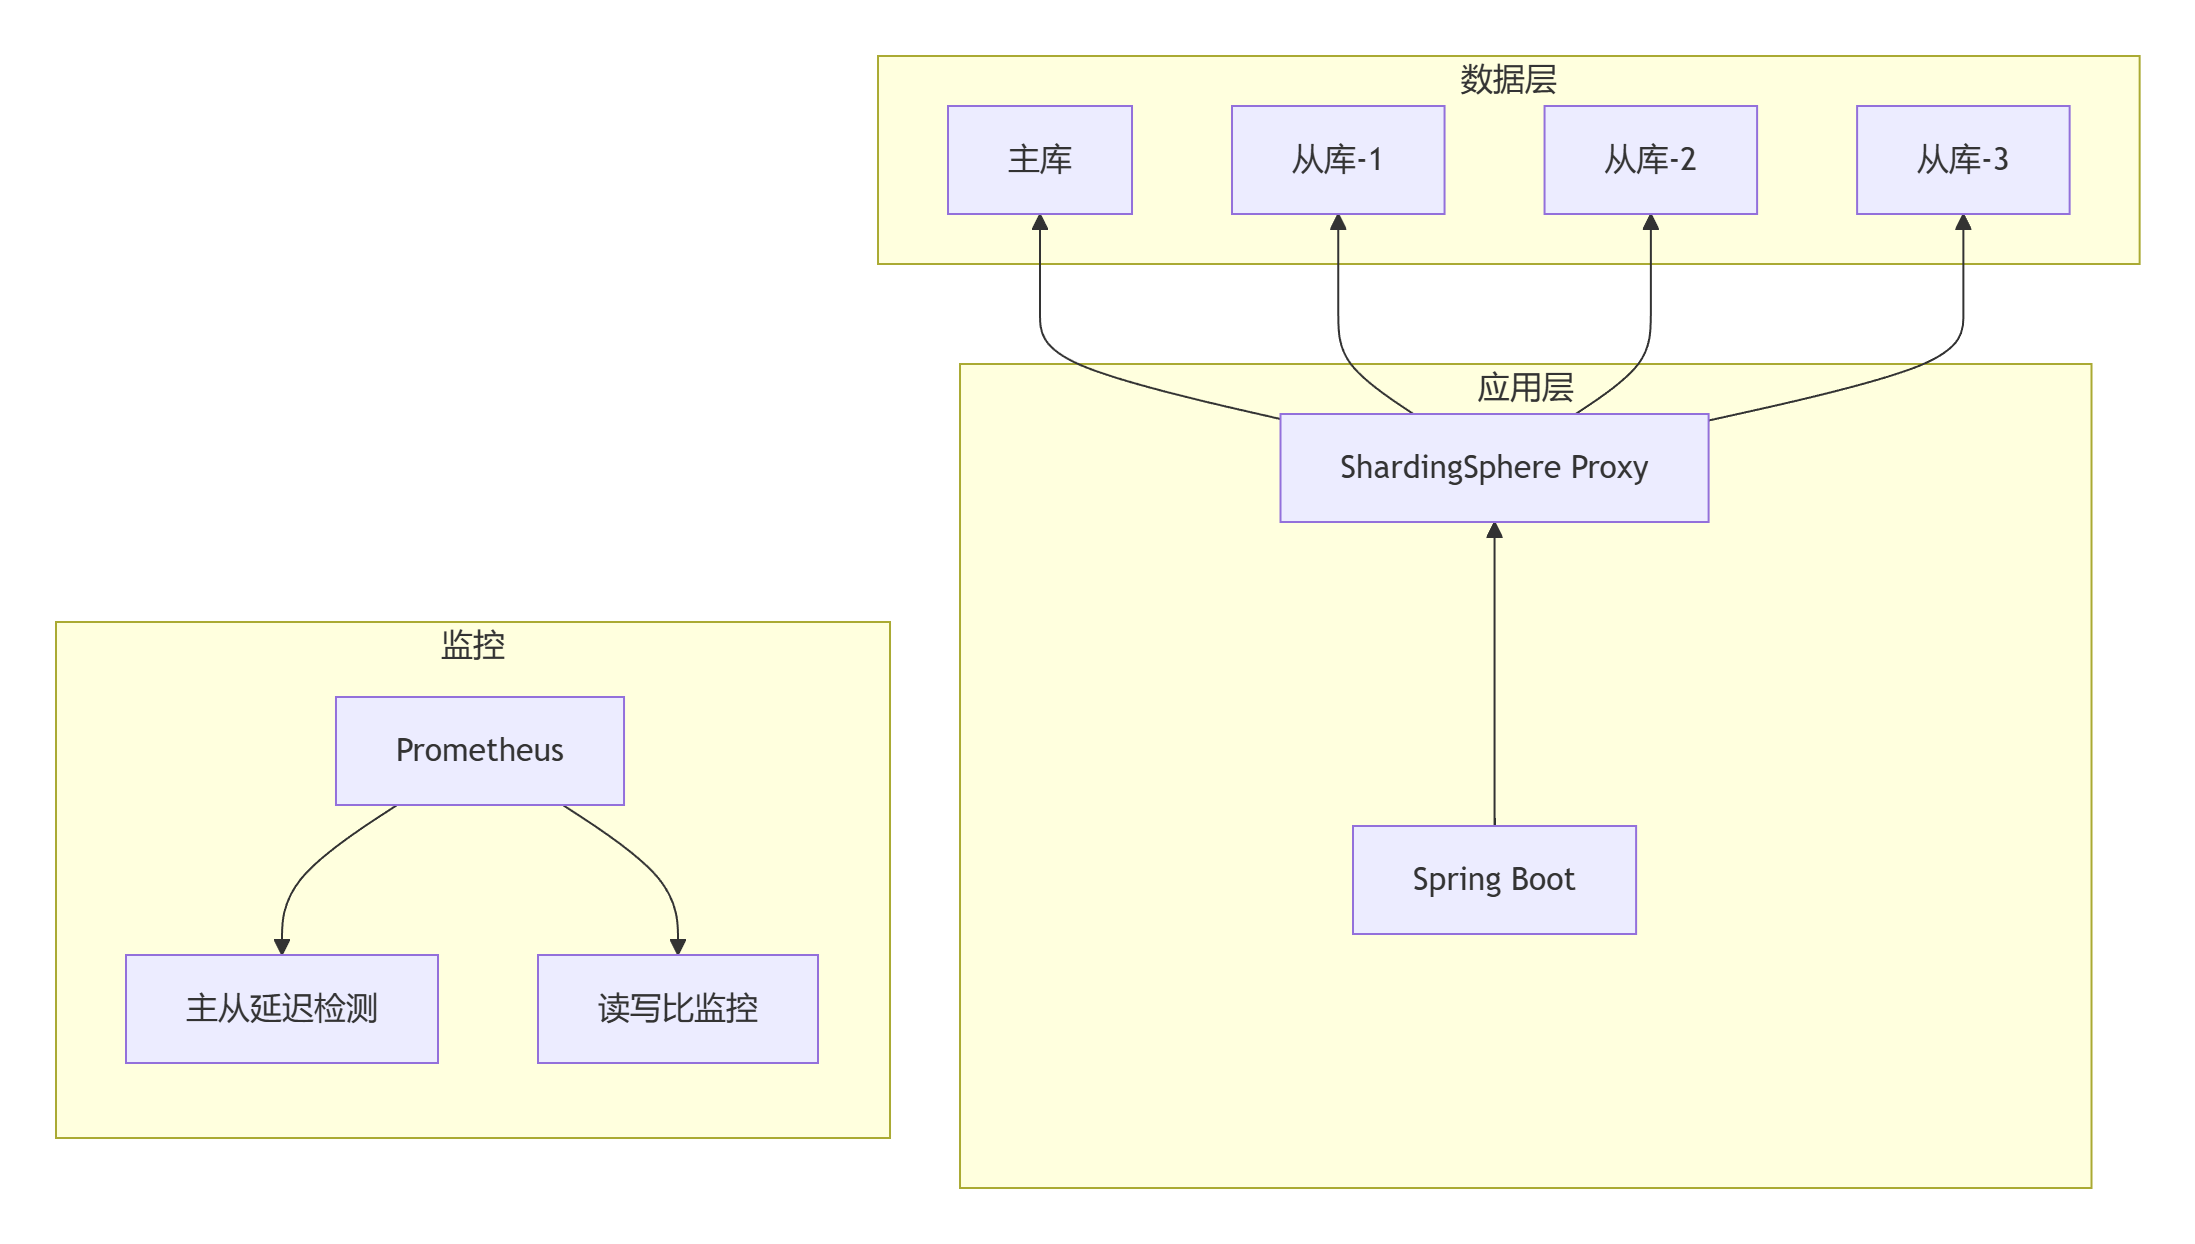 数据层
主库
从库-1
从库-2
从库-3
应用层
ShardingSphere Proxy
Spring Boot
监控
Prometheus
主从延迟检测
读写比监控